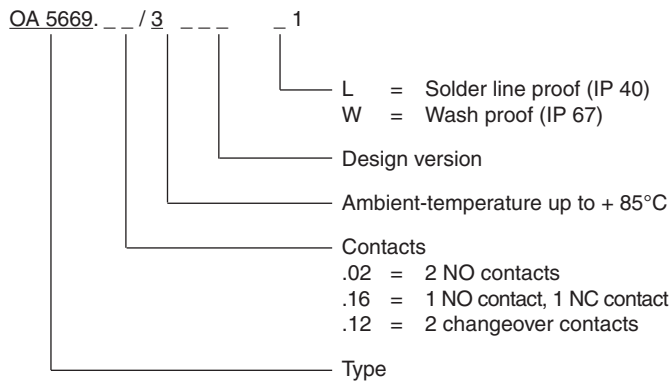 OA 5669. _ _ / 3 _ _ _ _ 1
L = Solder line proof (IP 40)
W = Wash proof (IP 67)
Design version
Ambient-temperature up to + 85°C
Contacts
.02 = 2 NO contacts
.16 = 1 NO contact, 1 NC contact
.12 = 2 changeover contacts
Type